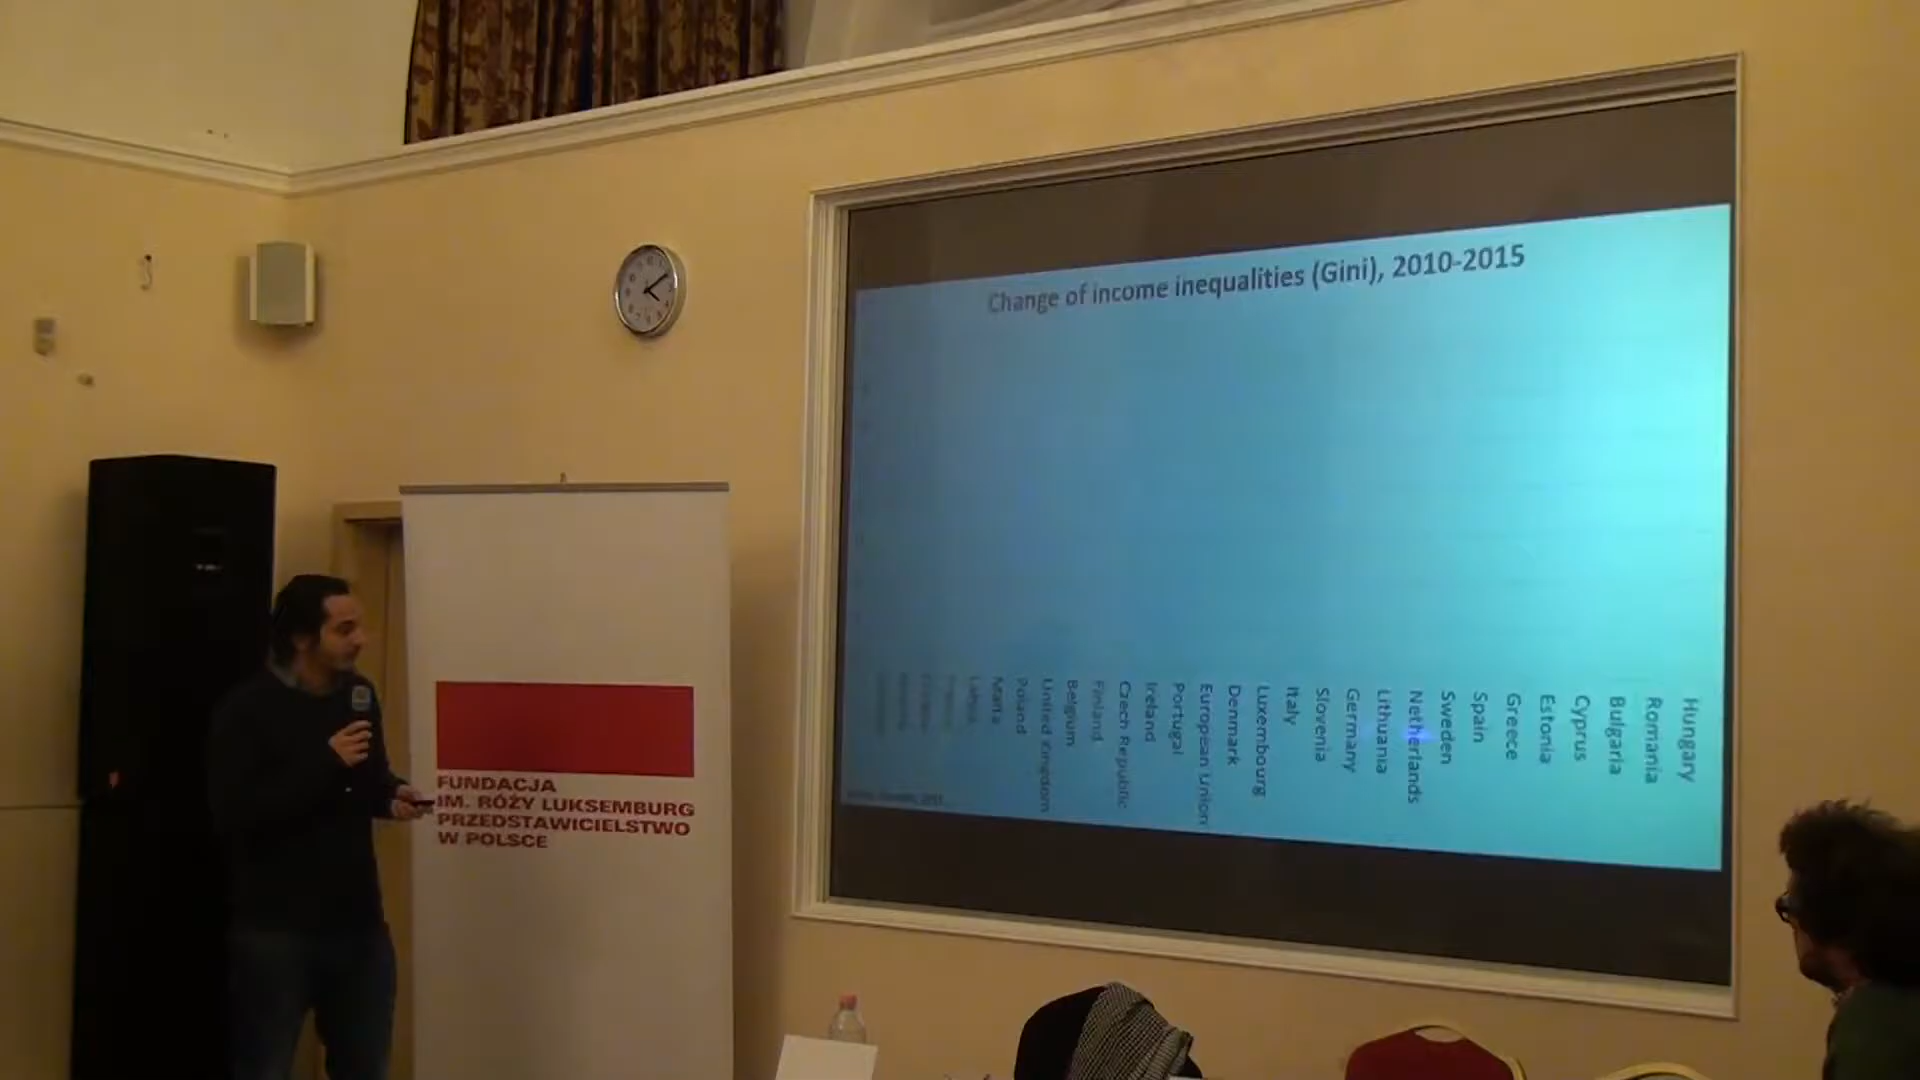 Change of income inequalities (Gini), 2010-2015
Latvia
Malta
Poland
United Kingdom
Belgium
Finland
Czech Republic
Ireland
Portugal
European Union
Denmark
Luxembourg
Italy
Slovenia
Germany
Lithuania
Netherlands
Sweden
Spain
Greece
Estonia
Cyprus
Bulgaria
Romania
Hungary
FUNDACJA
IM. RÓŻY LUKSEMBURG
PRZEDSTAWICIELSTWO
W POLSCE